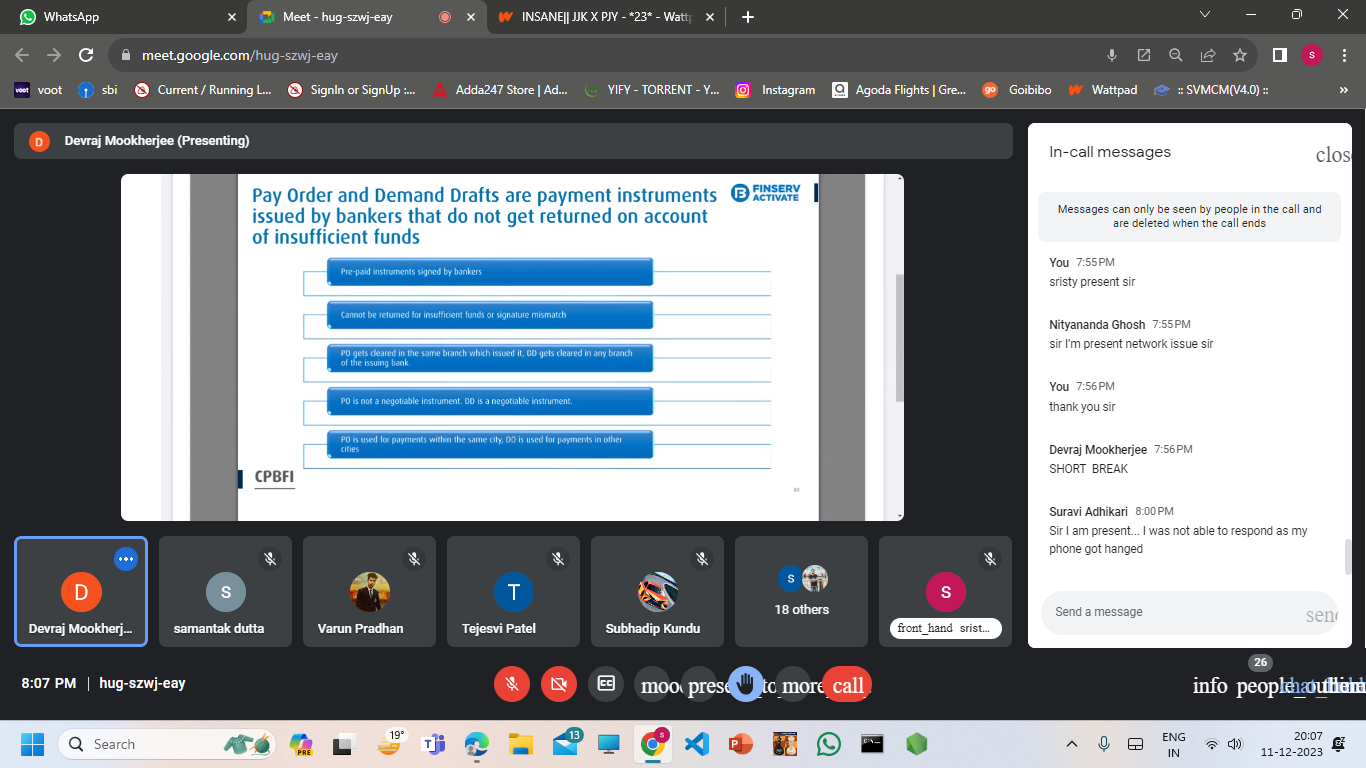 WhatsApp
Meet - hug-szwj-eay
INSANE|| JJK X PJY - *23* - Wattp
meet.google.com/hug-szwj-eay
S
voot voot
sbi
Current / Running L...
SignIn or SignUp :...
Adda247 Store | Ad...
YIFY - TORRENT - Y...
Instagram
Agoda Flights | Gre...
go Goibibo
Wattpad
:: SVMCM(V4.0) ::
»
D Devraj Mookherjee (Presenting)
Pay Order and Demand Drafts are payment instruments
issued by bankers that do not get returned on account
of insufficient funds
B FINSERV
ACTIVATE
Pre-paid instruments signed by bankers
Cannot be returned for insufficient funds or signature mismatch
PO gets cleared in the same branch which issued it, DD gets cleared in any branch
of the issuing bank.
PO is not a negotiable instrument. DD is a negotiable instrument.
PO is used for payments within the same city, DD is used for payments in other
cities
CPBFI
In-call messages
close
Messages can only be seen by people in the call and
are deleted when the call ends
You 7:55 PM
sristy present sir
Nityananda Ghosh 7:55 PM
sir I'm present network issue sir
You 7:56 PM
thank you sir
Devraj Mookherjee 7:56 PM
SHORT BREAK
Suravi Adhikari 8:00 PM
Sir I am present... I was not able to respond as my
phone got hanged
Send a message
send
D
Devraj Mookherj...
S
samantak dutta
Varun Pradhan
T
Tejesvi Patel
Subhadip Kundu
S
18 others
S
front_hand srist...
8:07 PM | hug-szwj-eay
CC
mood
prese
to
more
call
26
info
people
chat
Search
PRE
19°
13
S
ENG
IN
20:07
11-12-2023